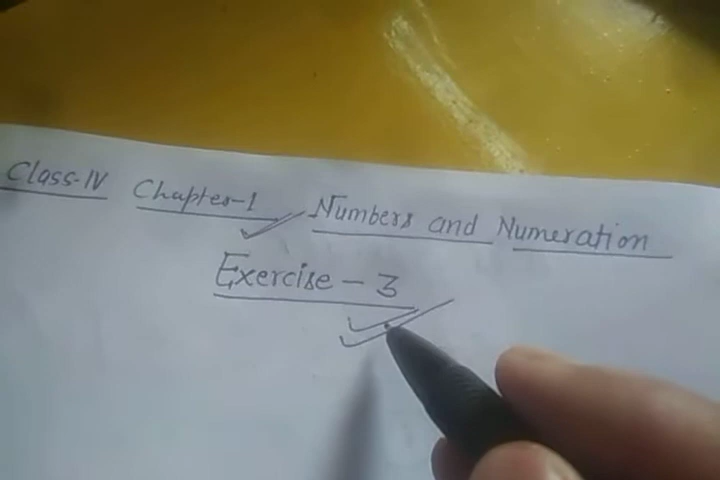 Class-IV Chapter-1 Numbers and Numeration
Exercise - 3